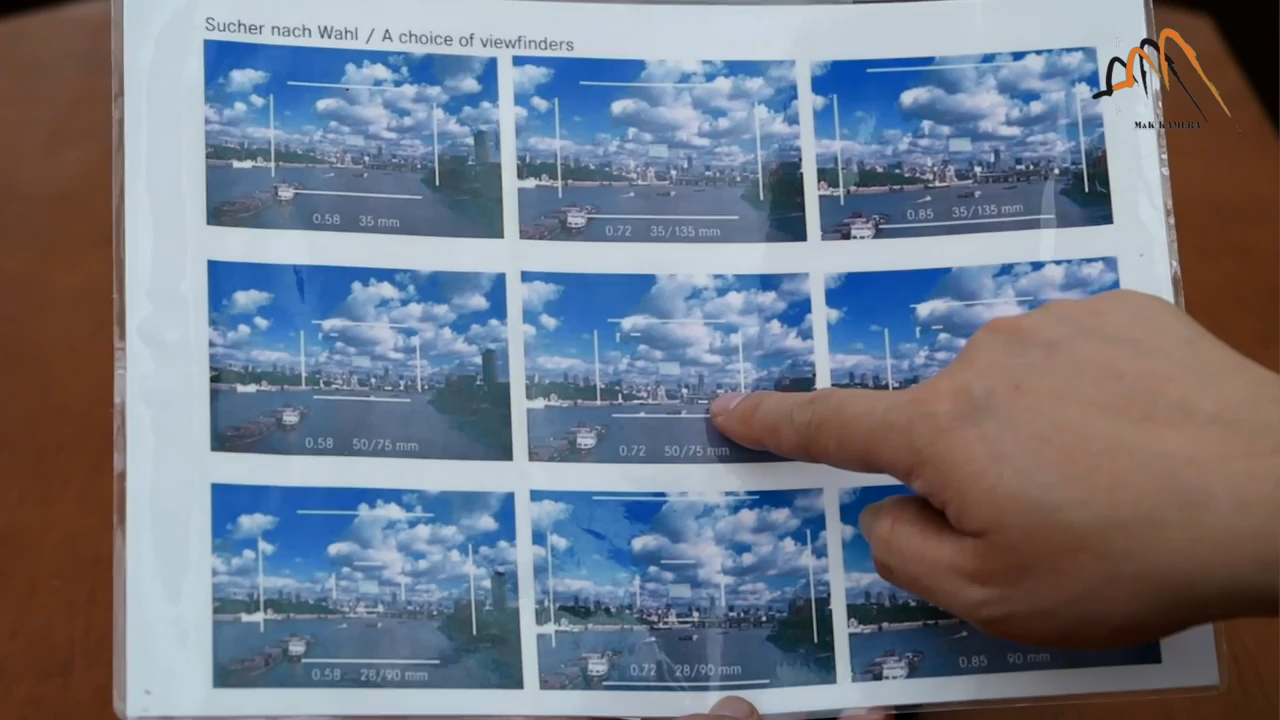 Sucher nach Wahl / A choice of viewfinders
MK KAMERA
0.58 35 mm
0.72 35/135 mm
0.85 35/135 mm
0.58 50/75 mm
0.72 50/75 mm
0.58 28/90 mm
0.72 28/90 mm
0.85 90 mm